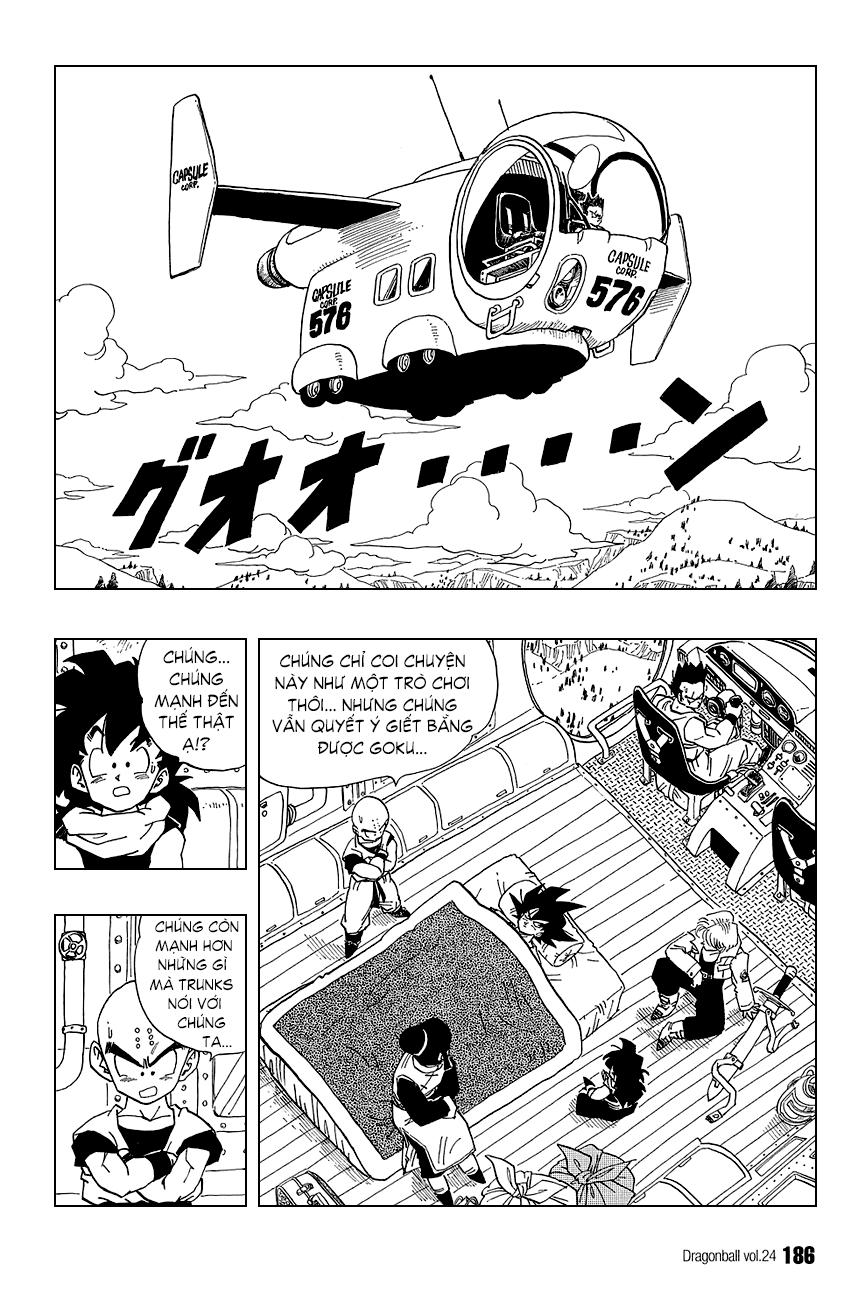 CAPSULE
CORP.
CAPSULE
CORP.
576
CAPSULE
CORP.
576
グオオ・・・・ン
CHÚNG CHỈ COI CHUYỆN
NÀY NHƯ MỘT TRÒ CHƠI
THÔI... NHƯNG CHÚNG
VẪN QUYẾT Ý GIẾT BẰNG
ĐƯỢC GOKU...
CHÚNG...
CHÚNG
MẠNH ĐẾN
THẾ THẬT
Ạ!?
CHÚNG CÒN
MẠNH HƠN
NHỮNG GÌ
MÀ TRUNKS
NÓI VỚI
CHÚNG
TA...
Dragonball vol.24 186